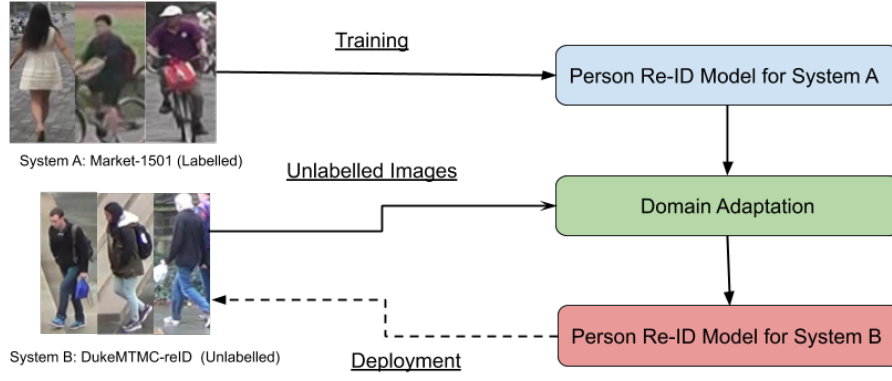 Training
Person Re-ID Model for System A
System A: Market-1501 (Labelled)
Unlabelled Images
Domain Adaptation
Person Re-ID Model for System B
System B: DukeMTMC-reID (Unlabelled)
Deployment